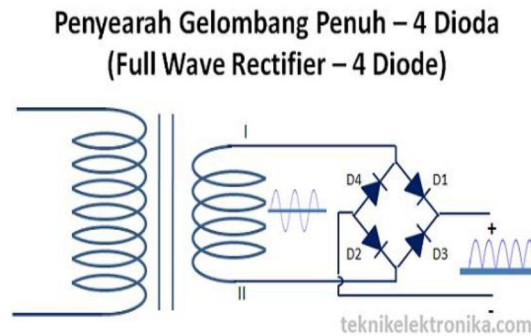 Penyearah Gelombang Penuh – 4 Dioda
(Full Wave Rectifier – 4 Diode)
I
D4
D1
D2
D3
+
-
II
teknikelektronika.com